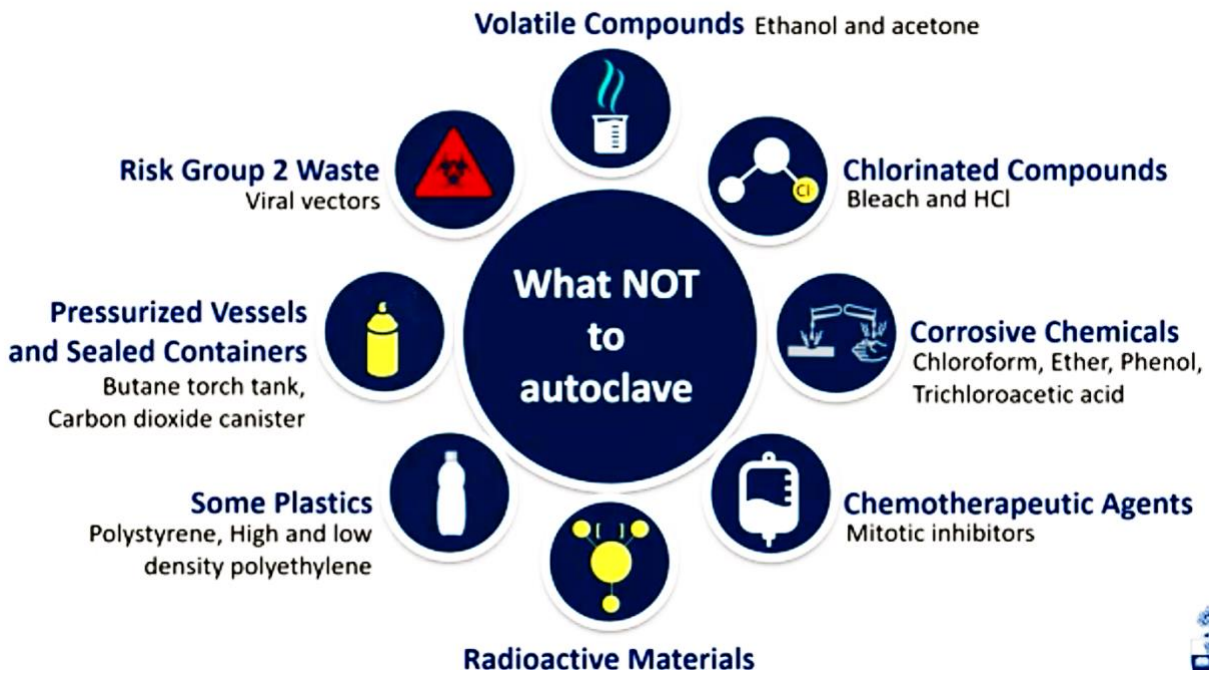 Volatile Compounds Ethanol and acetone
Risk Group 2 Waste
Viral vectors
Chlorinated Compounds
Bleach and HCl
Cl
What NOT
to
autoclave
Pressurized Vessels
and Sealed Containers
Butane torch tank,
Carbon dioxide canister
Corrosive Chemicals
Chloroform, Ether, Phenol,
Trichloroacetic acid
Some Plastics
Polystyrene, High and low
density polyethylene
Chemotherapeutic Agents
Mitotic inhibitors
Radioactive Materials